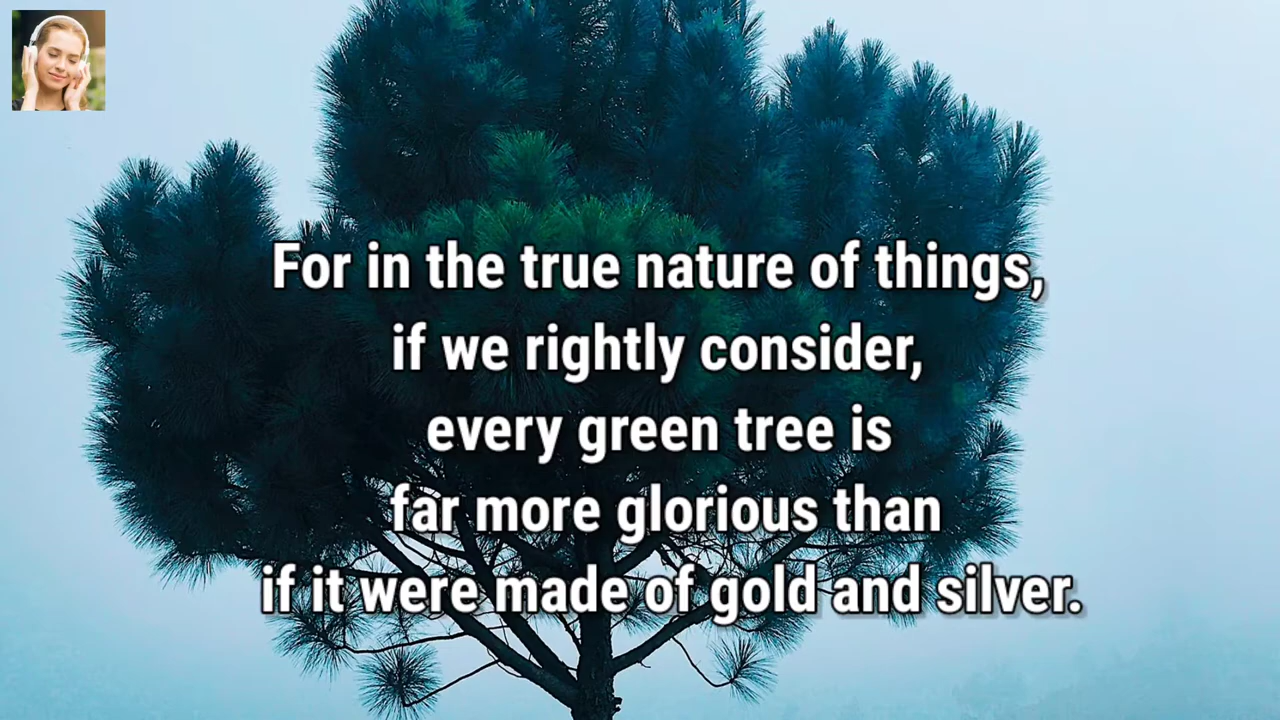 For in the true nature of things,
if we rightly consider,
every green tree is
far more glorious than
if it were made of gold and silver.